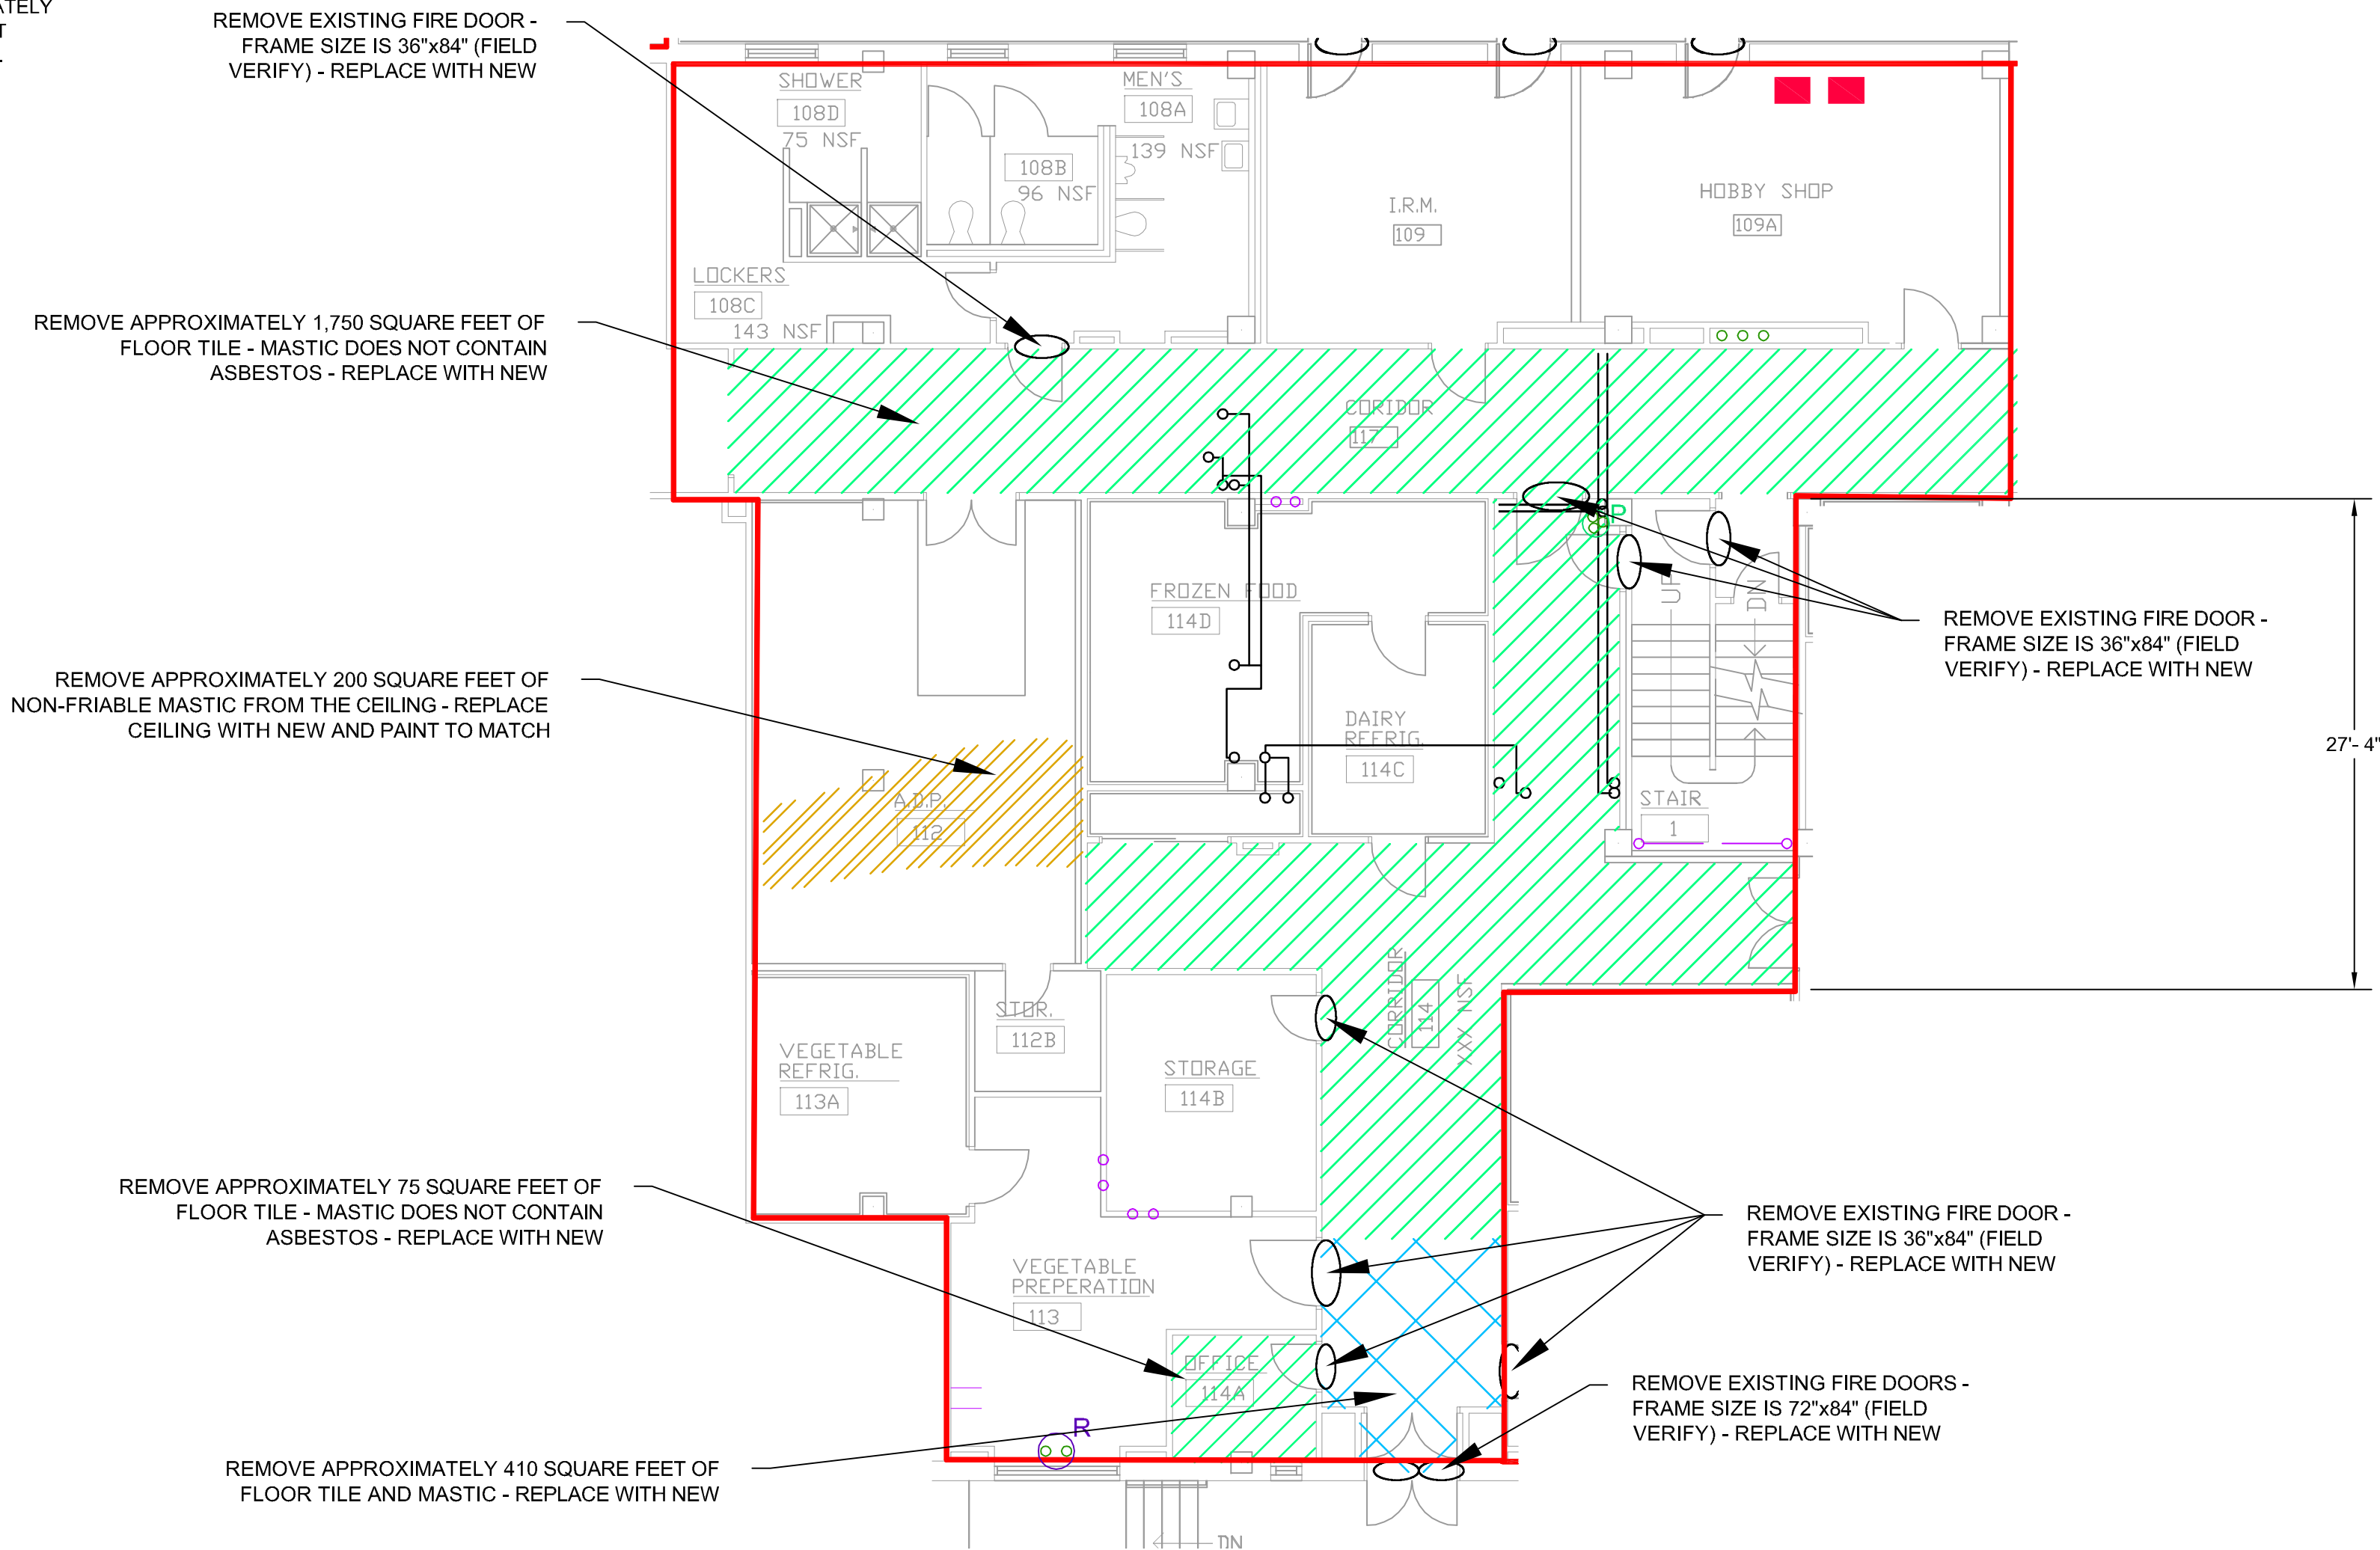 ATELY
T
-
REMOVE EXISTING FIRE DOOR -
FRAME SIZE IS 36"x84" (FIELD
VERIFY) - REPLACE WITH NEW
SHOWER
108D
75 NSF
MEN'S
108A
139 NSF
108B
96 NSF
I.R.M.
109
HOBBY SHOP
109A
LOCKERS
108C
143 NSF
REMOVE APPROXIMATELY 1,750 SQUARE FEET OF
FLOOR TILE - MASTIC DOES NOT CONTAIN
ASBESTOS - REPLACE WITH NEW
CORIDOR
117
P
FROZEN FOOD
114D
UP
DN
REMOVE EXISTING FIRE DOOR -
FRAME SIZE IS 36"x84" (FIELD
VERIFY) - REPLACE WITH NEW
REMOVE APPROXIMATELY 200 SQUARE FEET OF
NON-FRIABLE MASTIC FROM THE CEILING - REPLACE
CEILING WITH NEW AND PAINT TO MATCH
DAIRY
REFRIG.
114C
27'- 4"
A.D.P.
112
STAIR
1
CORRIDOR
114
XXX NSF
STOR.
112B
VEGETABLE
REFRIG.
113A
STORAGE
114B
REMOVE APPROXIMATELY 75 SQUARE FEET OF
FLOOR TILE - MASTIC DOES NOT CONTAIN
ASBESTOS - REPLACE WITH NEW
REMOVE EXISTING FIRE DOOR -
FRAME SIZE IS 36"x84" (FIELD
VERIFY) - REPLACE WITH NEW
VEGETABLE
PREPERATION
113
OFFICE
114A
REMOVE EXISTING FIRE DOORS -
FRAME SIZE IS 72"x84" (FIELD
VERIFY) - REPLACE WITH NEW
R
REMOVE APPROXIMATELY 410 SQUARE FEET OF
FLOOR TILE AND MASTIC - REPLACE WITH NEW
DN